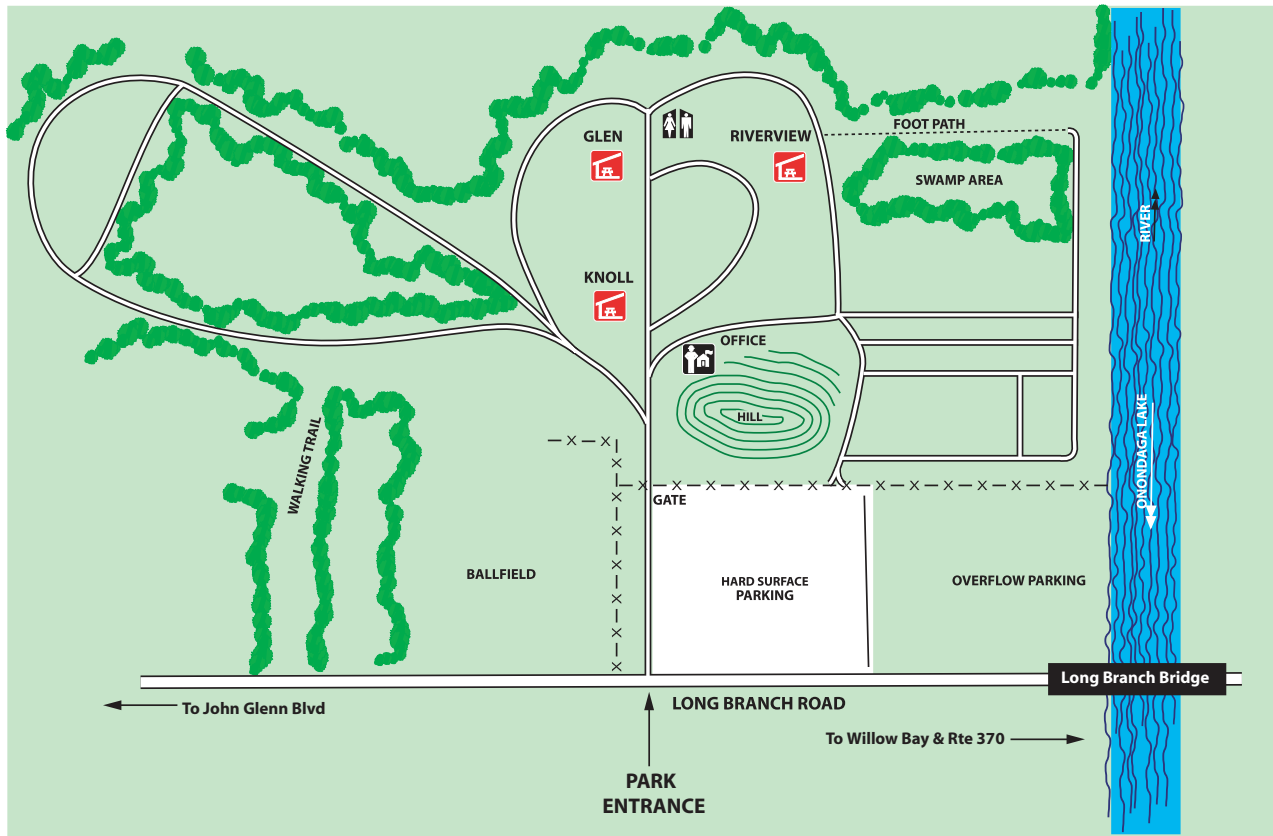 GLEN
RIVERVIEW
FOOT PATH
SWAMP AREA
RIVER
KNOLL
OFFICE
HILL
WALKING TRAIL
ONONDAGA LAKE
GATE
BALLFIELD
HARD SURFACE
PARKING
OVERFLOW PARKING
Long Branch Bridge
To John Glenn Blvd
LONG BRANCH ROAD
To Willow Bay & Rte 370
PARK
ENTRANCE